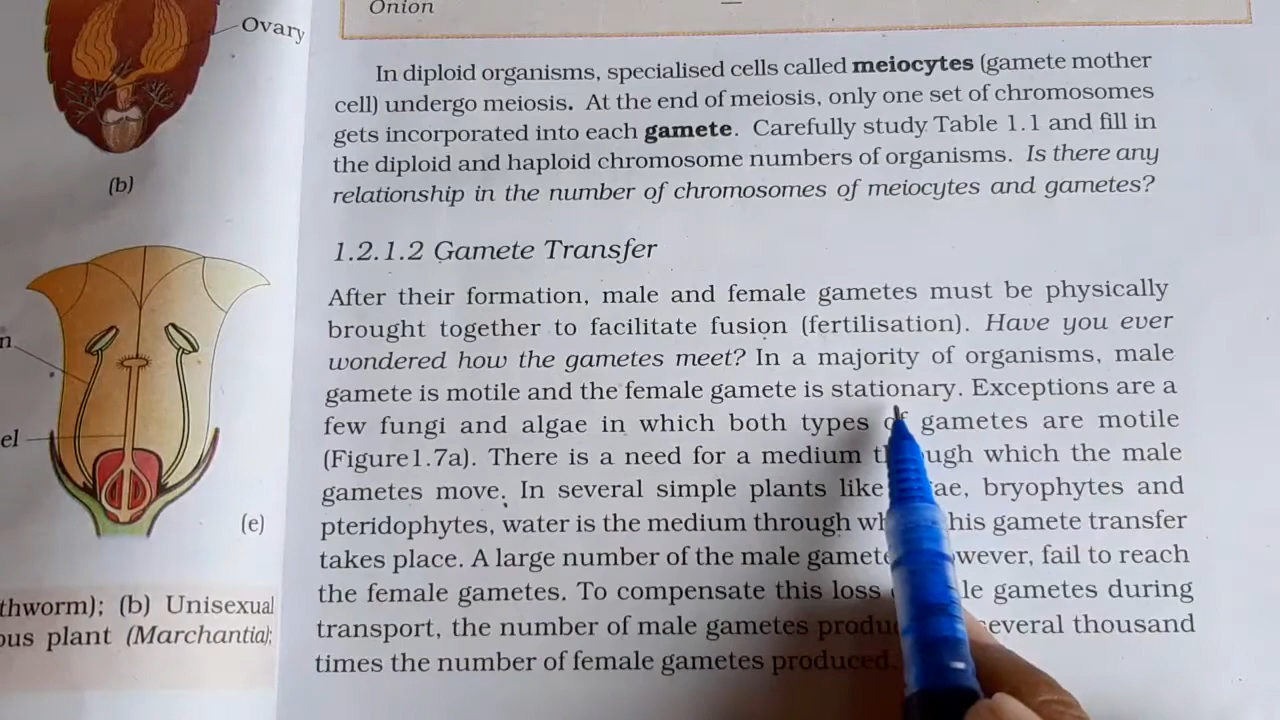 Ovary
(b)
n
el
(e)
thworm); (b) Unisexual
ous plant (Marchantia);
Onion
—
In diploid organisms, specialised cells called meiocytes (gamete mother
cell) undergo meiosis. At the end of meiosis, only one set of chromosomes
gets incorporated into each gamete. Carefully study Table 1.1 and fill in
the diploid and haploid chromosome numbers of organisms. Is there any
relationship in the number of chromosomes of meiocytes and gametes?
1.2.1.2 Gamete Transfer
After their formation, male and female gametes must be physically
brought together to facilitate fusion (fertilisation). Have you ever
wondered how the gametes meet? In a majority of organisms, male
gamete is motile and the female gamete is stationary. Exceptions are a
few fungi and algae in which both types of gametes are motile
(Figure1.7a). There is a need for a medium through which the male
gametes move. In several simple plants like ae, bryophytes and
pteridophytes, water is the medium through wh his gamete transfer
takes place. A large number of the male gamete wever, fail to reach
the female gametes. To compensate this loss le gametes during
transport, the number of male gametes produ several thousand
times the number of female gametes produced.